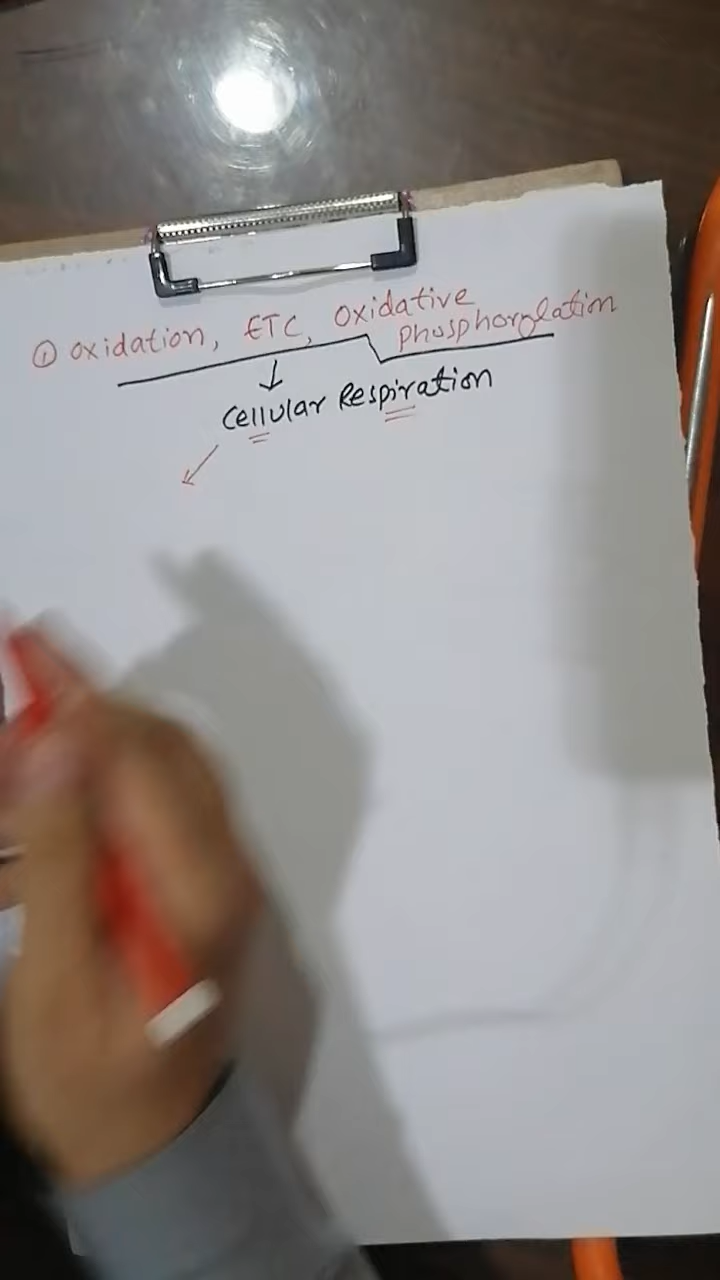 ① Oxidation, ETC, Oxidative
phosphorylation
Cellular Respiration